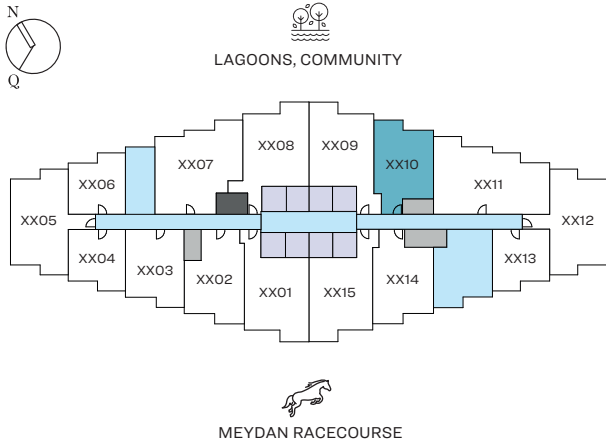 N
Q
LAGOONS, COMMUNITY
XX08
XX09
XX07
XX10
XX06
XX11
XX05
XX12
XX04
XX03
XX02
XX01
XX15
XX14
XX13
MEYDAN RACECOURSE